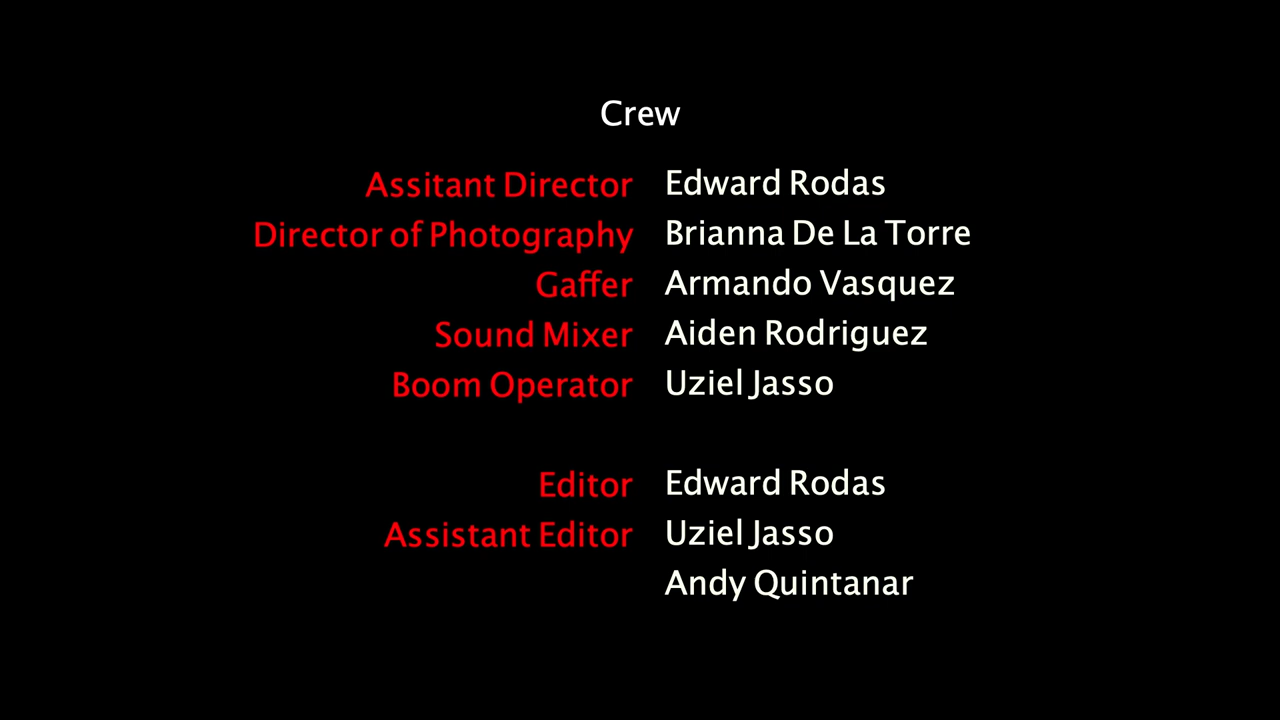 Crew
Assitant Director Edward Rodas
Director of Photography Brianna De La Torre
Gaffer Armando Vasquez
Sound Mixer Aiden Rodriguez
Boom Operator Uziel Jasso
Editor Edward Rodas
Assistant Editor Uziel Jasso
Andy Quintanar